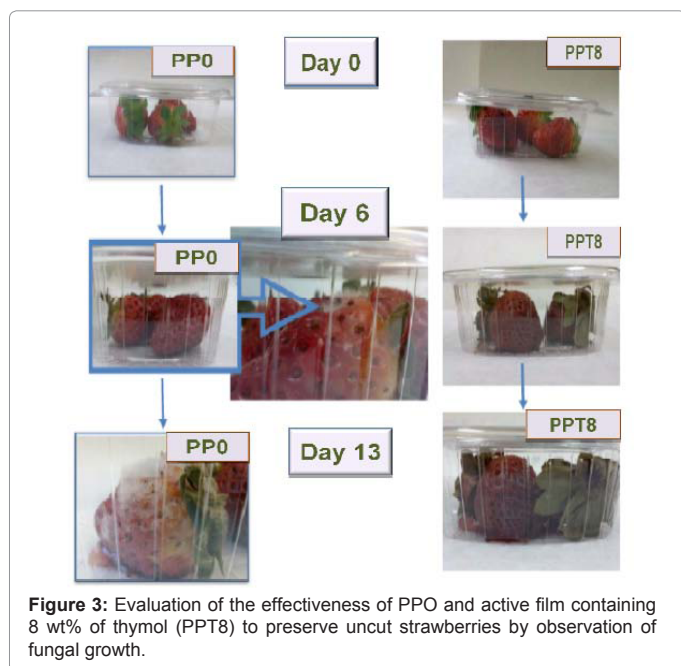 PP0
Day 0
PPT8
Day 6
PP0
PPT8
PP0
Day 13
PPT8
Figure 3: Evaluation of the effectiveness of PPO and active film containing
8 wt% of thymol (PPT8) to preserve uncut strawberries by observation of
fungal growth.